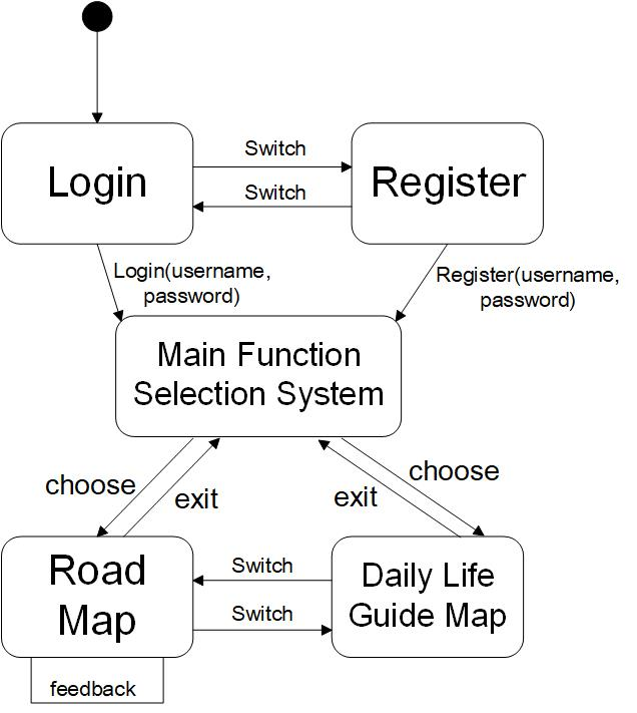 Login
Switch
Switch
Register
Login(username,
password)
Register(username,
password)
Main Function
Selection System
choose
exit
exit
choose
Road
Map
Switch
Switch
Daily Life
Guide Map
feedback